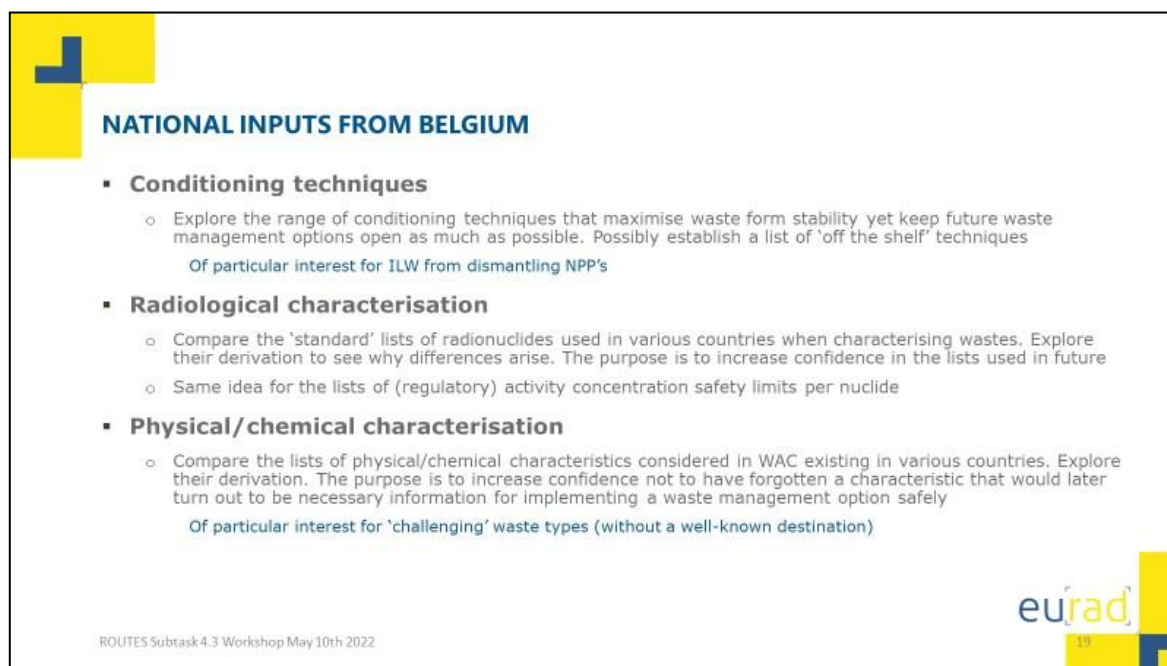 NATIONAL INPUTS FROM BELGIUM
▪ Conditioning techniques
o Explore the range of conditioning techniques that maximise waste form stability yet keep future waste
management options open as much as possible. Possibly establish a list of ‘off the shelf’ techniques
Of particular interest for ILW from dismantling NPP's
▪ Radiological characterisation
o Compare the ‘standard’ lists of radionuclides used in various countries when characterising wastes. Explore
their derivation to see why differences arise. The purpose is to increase confidence in the lists used in future
o Same idea for the lists of (regulatory) activity concentration safety limits per nuclide
▪ Physical/chemical characterisation
o Compare the lists of physical/chemical characteristics considered in WAC existing in various countries. Explore
their derivation. The purpose is to increase confidence not to have forgotten a characteristic that would later
turn out to be necessary information for implementing a waste management option safely
Of particular interest for ‘challenging’ waste types (without a well-known destination)
eu[rad]
ROUTES Subtask 4.3 Workshop May 10th 2022
19